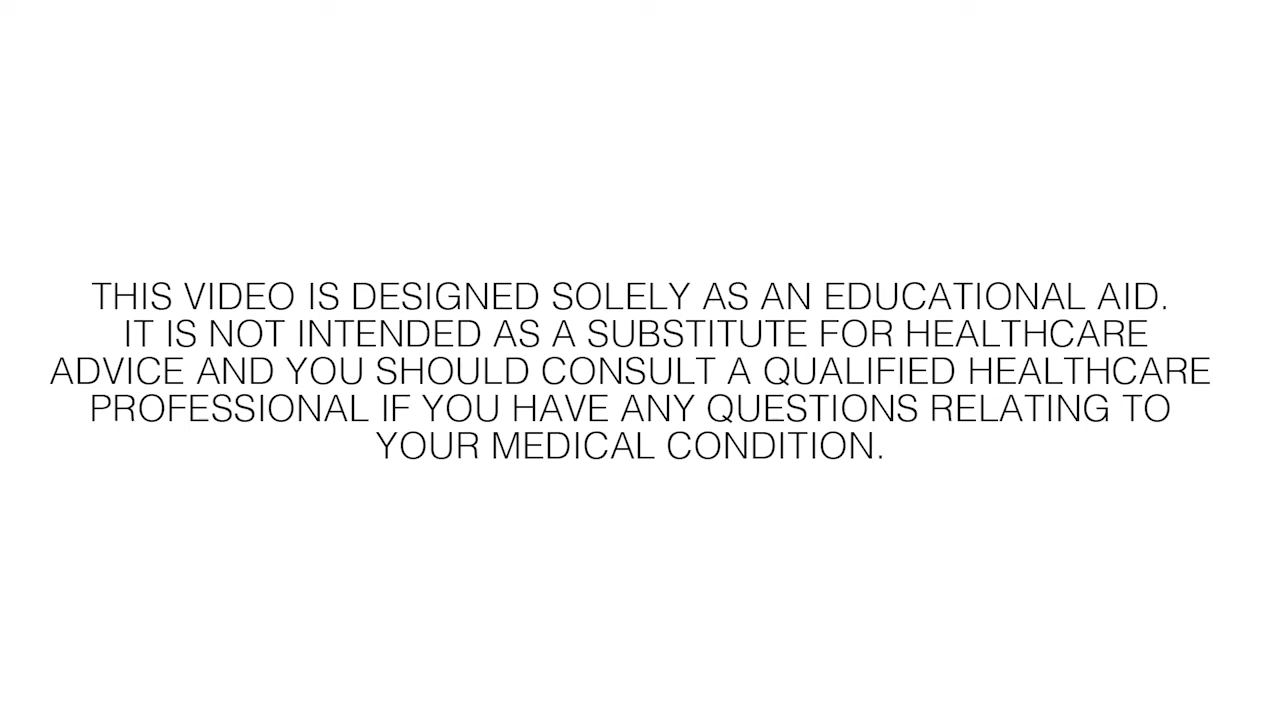 THIS VIDEO IS DESIGNED SOLELY AS AN EDUCATIONAL AID.
IT IS NOT INTENDED AS A SUBSTITUTE FOR HEALTHCARE
ADVICE AND YOU SHOULD CONSULT A QUALIFIED HEALTHCARE
PROFESSIONAL IF YOU HAVE ANY QUESTIONS RELATING TO
YOUR MEDICAL CONDITION.